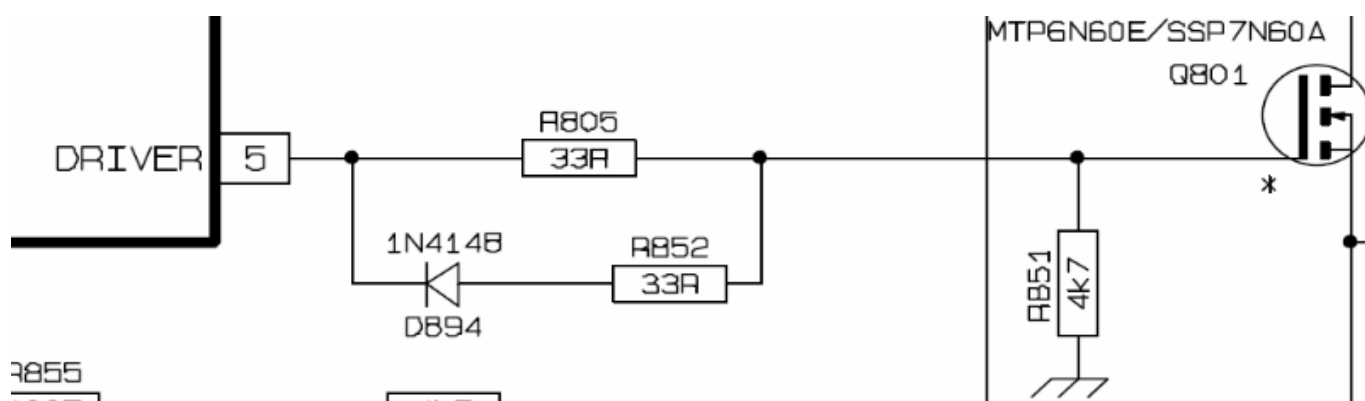 MTP6N60E/SSP7N60A
Q801
R805
DRIVER
5
33R
*
1N4148
R852
33R
D894
R851
4k7
R855